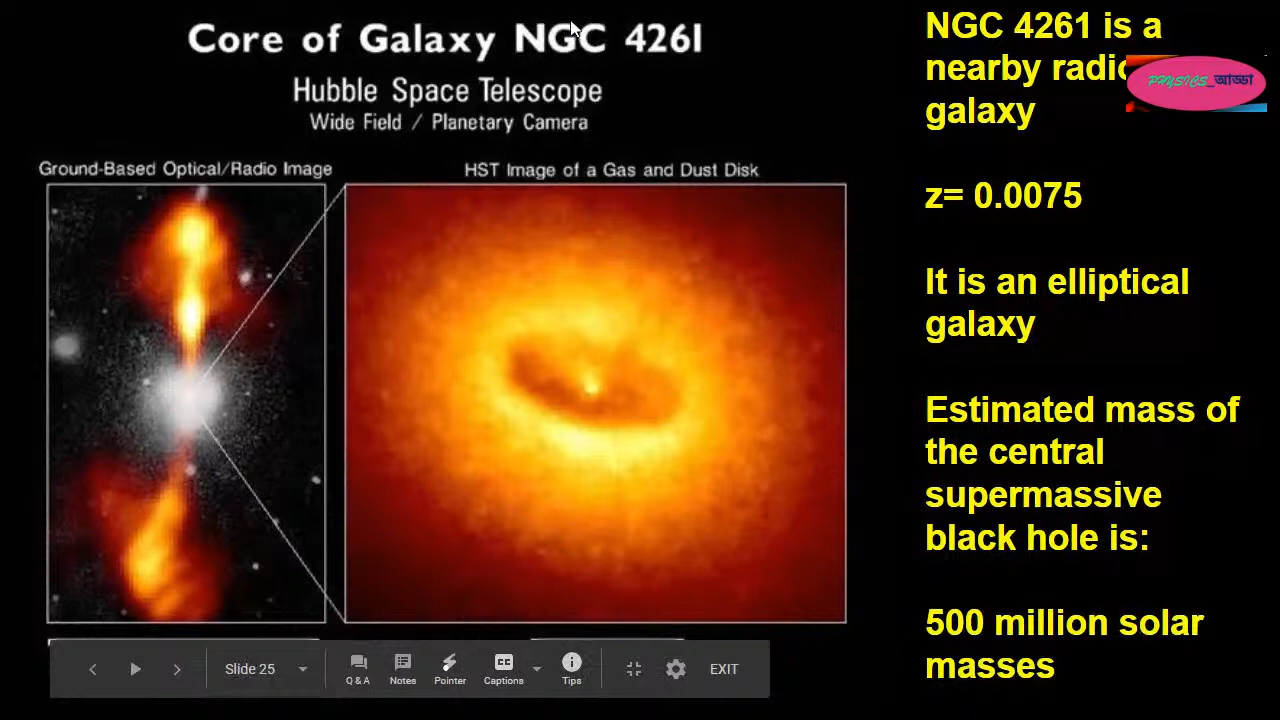 Core of Galaxy NGC 4261
Hubble Space Telescope
Wide Field / Planetary Camera
Ground-Based Optical/Radio Image
HST Image of a Gas and Dust Disk
NGC 4261 is a
nearby radio
galaxy
PHYSICS_আড্ডা
z= 0.0075
It is an elliptical
galaxy
Estimated mass of
the central
supermassive
black hole is:
500 million solar
masses
Slide 25
Q & A
Notes
Pointer
CC
Captions
Tips
EXIT